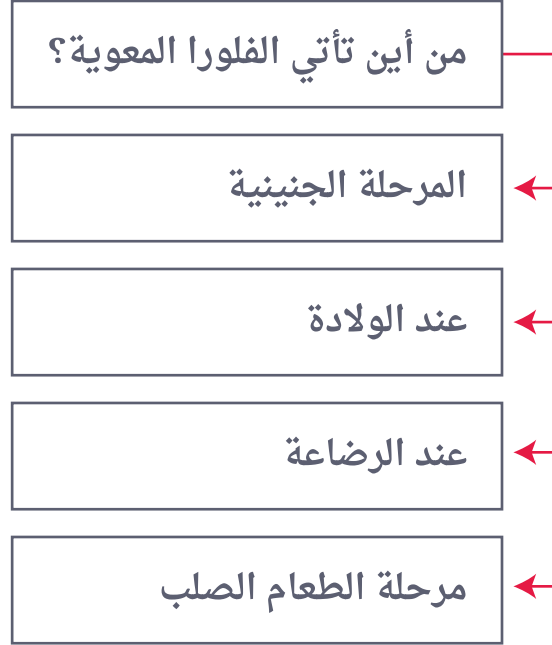 من أين تأتي الفلورا المعوية؟
المرحلة الجنينية
عند الولادة
عند الرضاعة
مرحلة الطعام الصلب